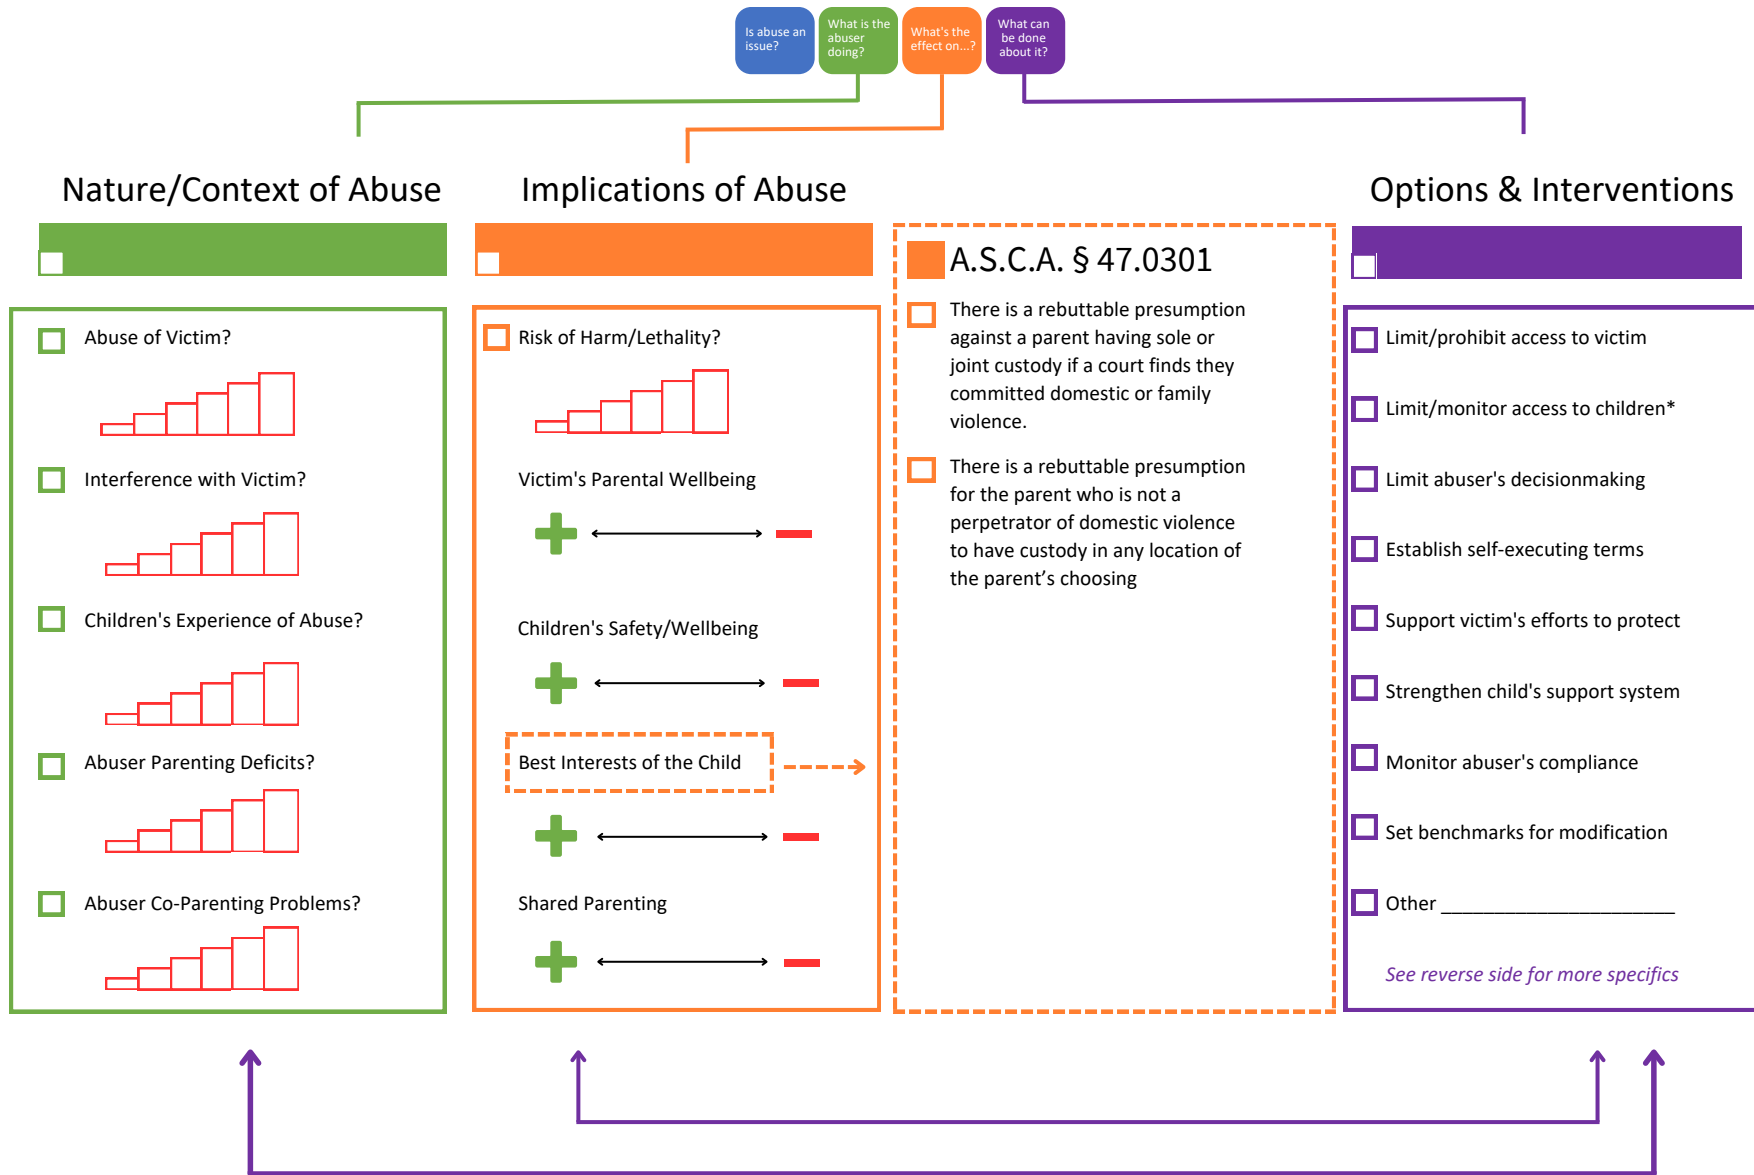 Is abuse an
issue?
What is the
abuser
doing?
What's the
effect on...?
What can
be done
about it?
Nature/Context of Abuse
Implications of Abuse
Options & Interventions
Abuse of Victim?
Interference with Victim?
Children's Experience of Abuse?
Abuser Parenting Deficits?
Abuser Co-Parenting Problems?
Risk of Harm/Lethality?
Victim's Parental Wellbeing
Children's Safety/Wellbeing
Best Interests of the Child
Shared Parenting
A.S.C.A. § 47.0301
There is a rebuttable presumption
against a parent having sole or
joint custody if a court finds they
committed domestic or family
violence.
There is a rebuttable presumption
for the parent who is not a
perpetrator of domestic violence
to have custody in any location of
the parent’s choosing
Limit/prohibit access to victim
Limit/monitor access to children*
Limit abuser's decisionmaking
Establish self-executing terms
Support victim's efforts to protect
Strengthen child's support system
Monitor abuser's compliance
Set benchmarks for modification
Other ______________________
See reverse side for more specifics